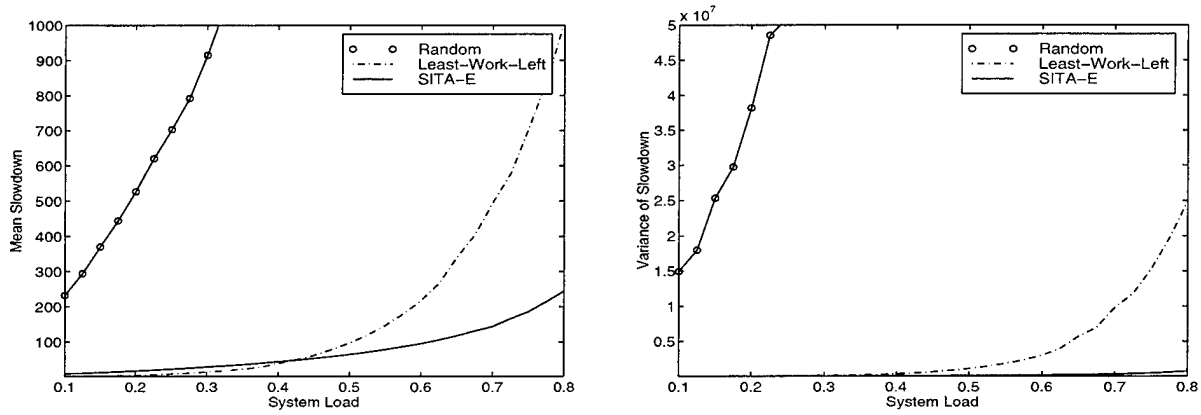 1000
900
800
700
600
500
400
300
200
100
Mean Slowdown
Random
Least-Work-Left
SITA-E
0.1 0.2 0.3 0.4 0.5 0.6 0.7 0.8
System Load
x 10^7
5
4.5
4
3.5
3
2.5
2
1.5
1
0.5
Variance of Slowdown
Random
Least-Work-Left
SITA-E
0.1 0.2 0.3 0.4 0.5 0.6 0.7 0.8
System Load